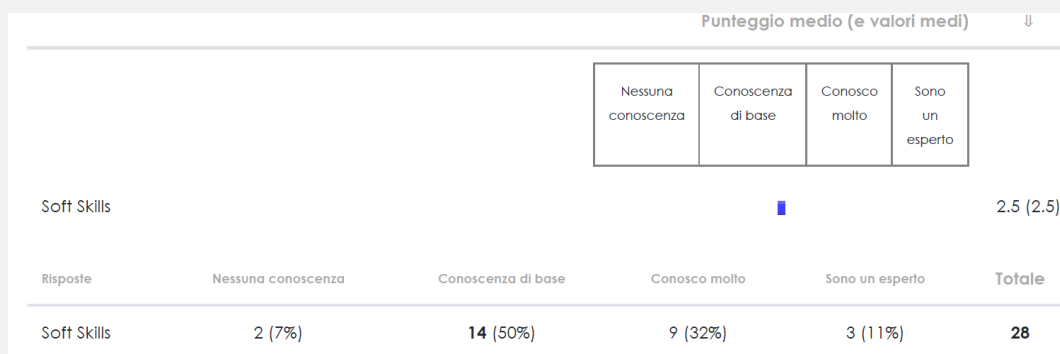 Punteggio medio (e valori medi) ⇓
Nessuna conoscenza
Conoscenza di base
Conosco molto
Sono un esperto
Soft Skills 2.5 (2.5)
Risposte Nessuna conoscenza Conoscenza di base Conosco molto Sono un esperto Totale
Soft Skills 2 (7%) 14 (50%) 9 (32%) 3 (11%) 28